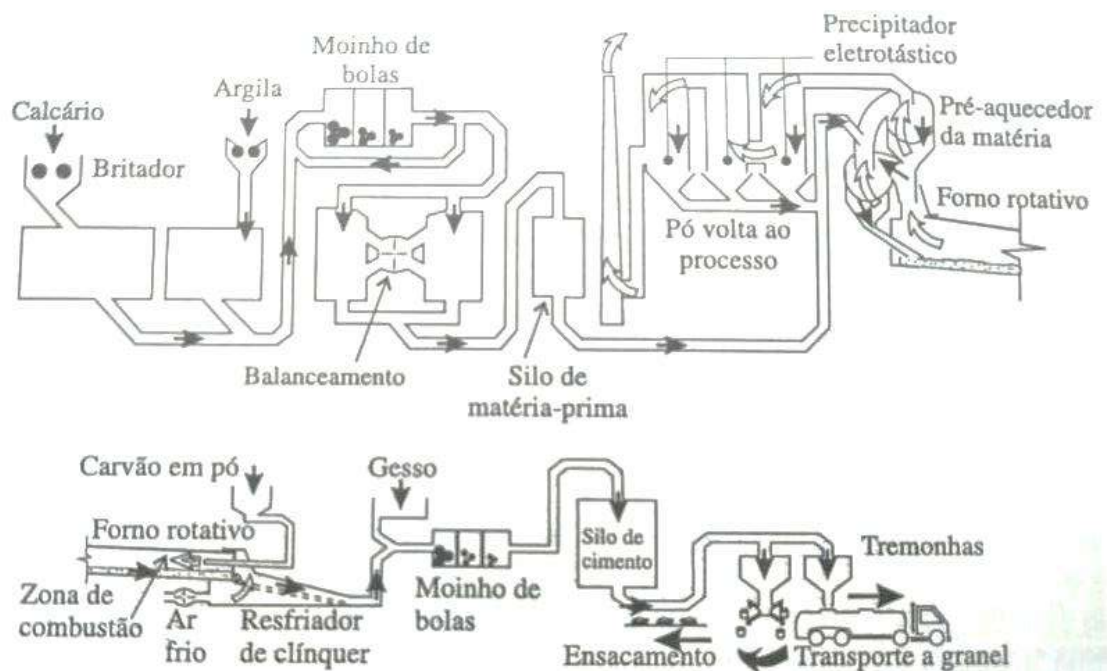 Precipitador
eletrotástico
Moinho de
bolas
Argila
Calcário
Britador
Pré-aquecedor
da matéria
Forno rotativo
Pó volta ao
processo
Balanceamento
Silo de
matéria-prima
Carvão em pó
Gesso
Forno rotativo
Silo de
cimento
Tremonhas
Zona de
combustão
Ar
frio
Resfriador
de clínquer
Moinho de
bolas
Ensacamento
Transporte a granel